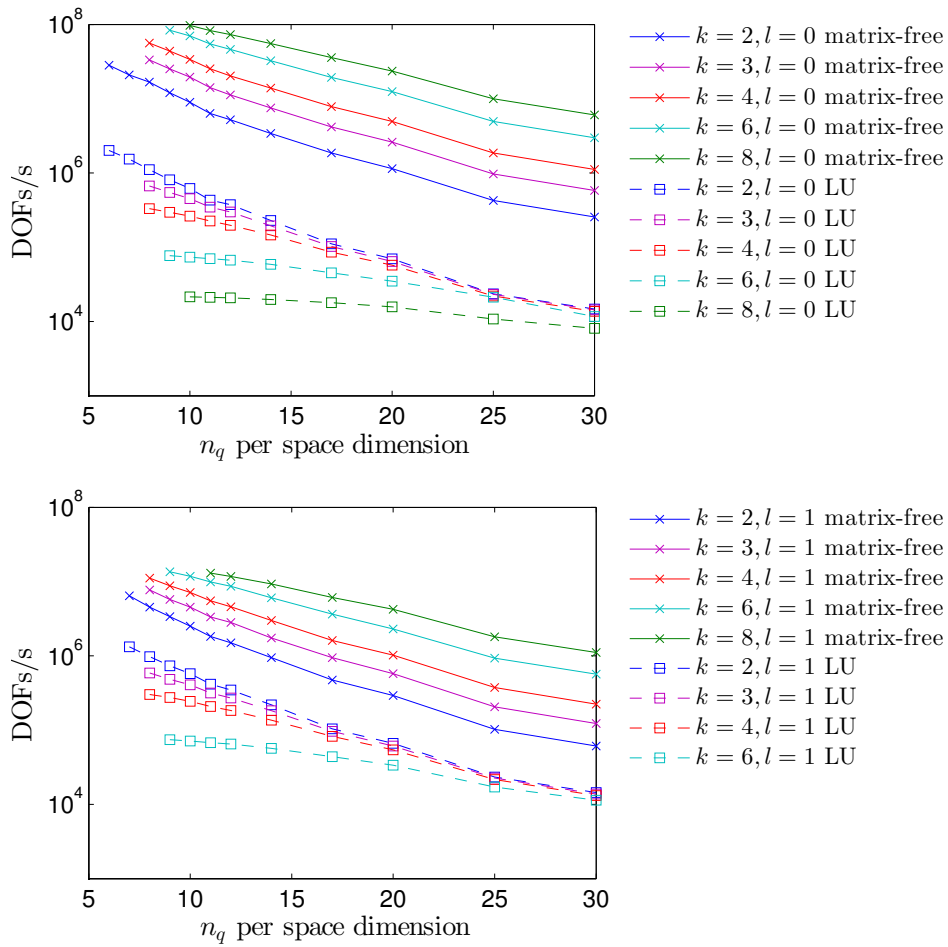 10^8
10^6
10^4
DOFs/s
5 10 15 20 25 30
n_q per space dimension
k = 2, l = 0 matrix-free
k = 3, l = 0 matrix-free
k = 4, l = 0 matrix-free
k = 6, l = 0 matrix-free
k = 8, l = 0 matrix-free
k = 2, l = 0 LU
k = 3, l = 0 LU
k = 4, l = 0 LU
k = 6, l = 0 LU
k = 8, l = 0 LU
10^8
10^6
10^4
DOFs/s
5 10 15 20 25 30
n_q per space dimension
k = 2, l = 1 matrix-free
k = 3, l = 1 matrix-free
k = 4, l = 1 matrix-free
k = 6, l = 1 matrix-free
k = 8, l = 1 matrix-free
k = 2, l = 1 LU
k = 3, l = 1 LU
k = 4, l = 1 LU
k = 6, l = 1 LU